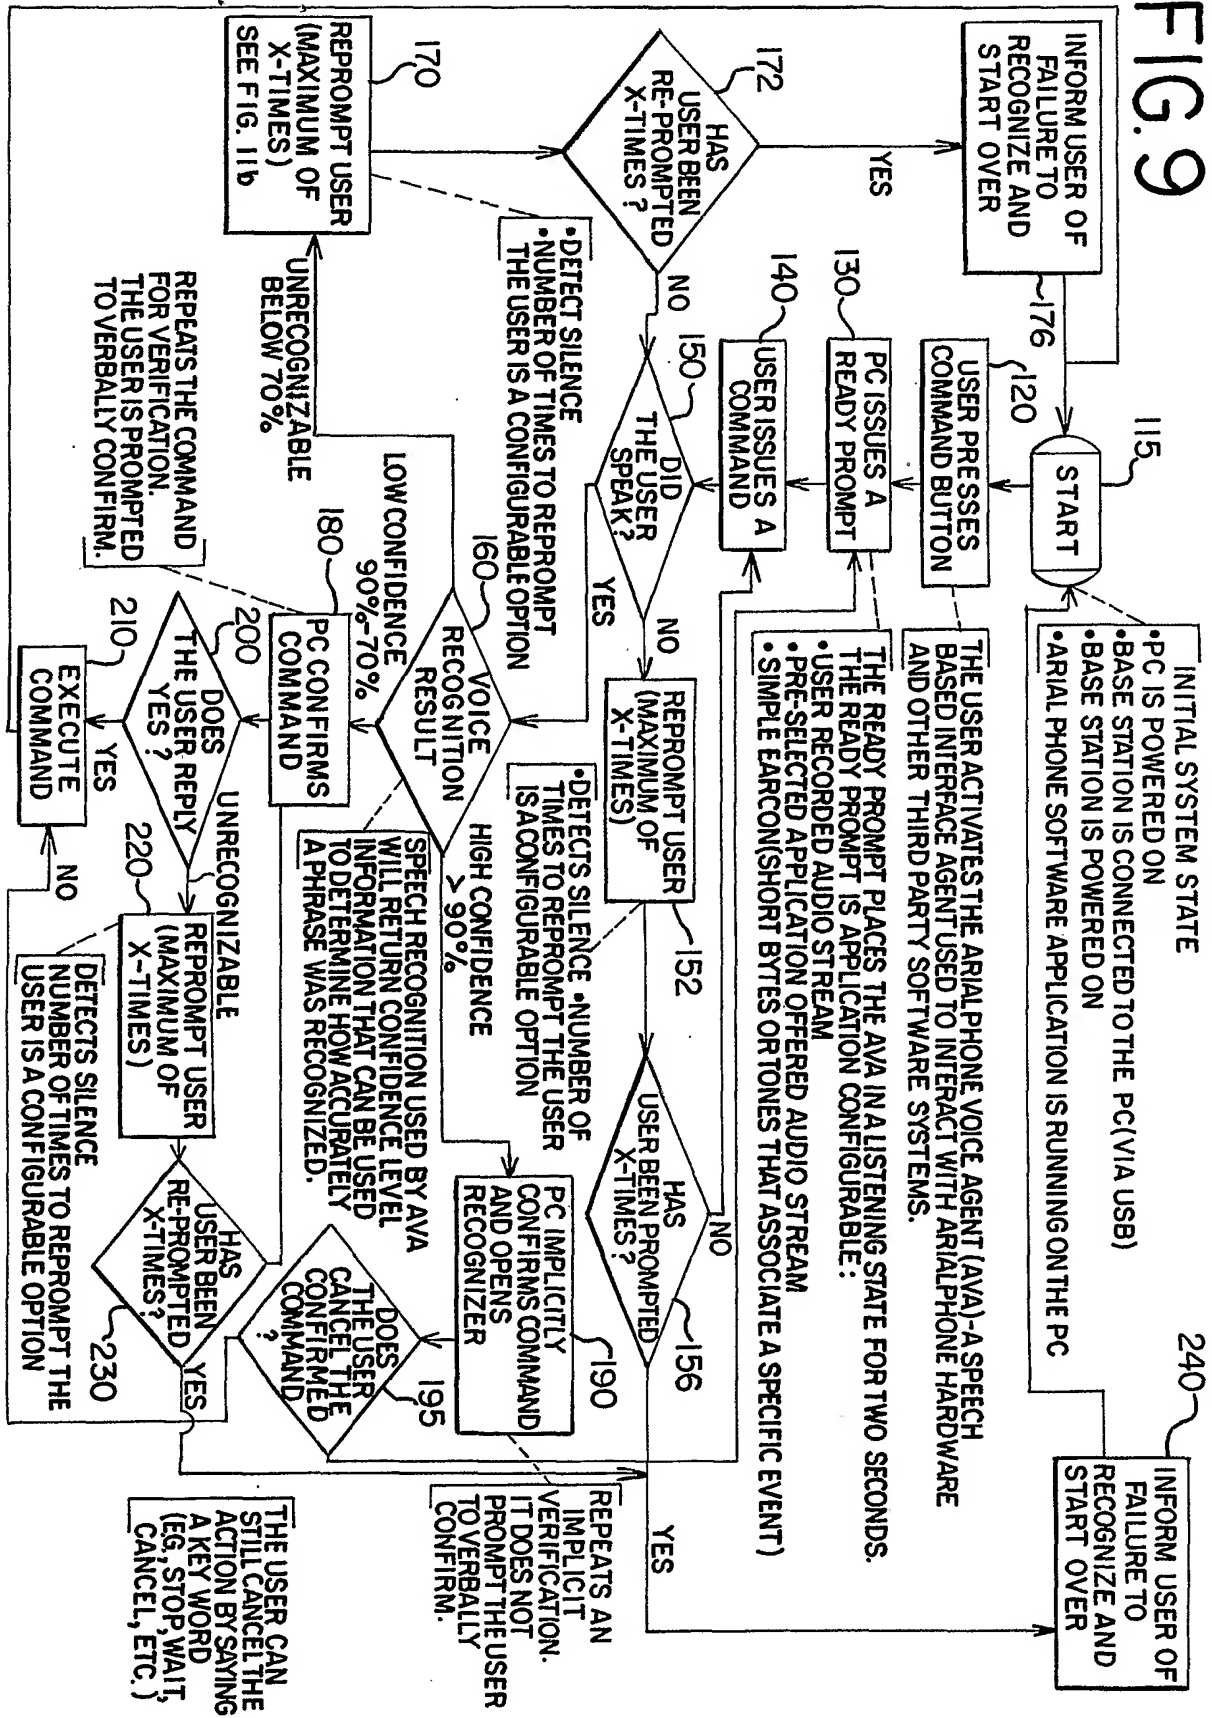 FIG. 9
INITIAL SYSTEM STATE
•PC IS POWERED ON
•BASE STATION IS CONNECTED TO THE PC(VIA USB)
•BASE STATION IS POWERED ON
•ARIAL PHONE SOFTWARE APPLICATION IS RUNNING ON THE PC
240
INFORM USER OF
FAILURE TO
RECOGNIZE AND
START OVER
INFORM USER OF
FAILURE TO
RECOGNIZE AND
START OVER
176
115
START
120
USER PRESSES
COMMAND BUTTON
THE USER ACTIVATES THE ARIAL PHONE VOICE AGENT (AVA)-A SPEECH
BASED INTERFACE AGENT USED TO INTERACT WITH ARIALPHONE HARDWARE
AND OTHER THIRD PARTY SOFTWARE SYSTEMS.
130
PC ISSUES A
READY PROMPT
THE READY PROMPT PLACES THE AVA IN A LISTENING STATE FOR TWO SECONDS.
THE READY PROMPT IS APPLICATION CONFIGURABLE:
•USER RECORDED AUDIO STREAM
•PRE-SELECTED APPLICATION OFFERED AUDIO STREAM
•SIMPLE EARCON(SHORT BYTES OR TONES THAT ASSOCIATE A SPECIFIC EVENT)
140
USER ISSUES A
COMMAND
YES
172
HAS
USER BEEN
RE-PROMPTED
X-TIMES ?
NO
150
DID
THE USER
SPEAK?
NO
YES
REPROMPT USER
(MAXIMUM OF
X-TIMES)
152
•DETECTS SILENCE •NUMBER OF
TIMES TO REPROMPT THE USER
IS A CONFIGURABLE OPTION
HAS
USER BEEN PROMPTED
X-TIMES?
156
NO
YES
170
REPROMPT USER
(MAXIMUM OF
X-TIMES)
SEE FIG. 11b
•DETECT SILENCE
•NUMBER OF TIMES TO REPROMPT
THE USER IS A CONFIGURABLE OPTION
UNRECOGNIZABLE
BELOW 70%
160
VOICE
RECOGNITION
RESULT
LOW CONFIDENCE
90%-70%
HIGH CONFIDENCE
> 90%
SPEECH RECOGNITION USED BY AVA
WILL RETURN CONFIDENCE LEVEL
INFORMATION THAT CAN BE USED
TO DETERMINE HOW ACCURATELY
A PHRASE WAS RECOGNIZED.
PC IMPLICITLY
CONFIRMS COMMAND
AND OPENS
RECOGNIZER
190
REPEATS AN
IMPLICIT
VERIFICATION.
IT DOES NOT
PROMPT THE USER
TO VERBALLY
CONFIRM.
DOES
THE USER
CANCEL THE
CONFIRMED
COMMAND
?
195
180
PC CONFIRMS
COMMAND
REPEATS THE COMMAND
FOR VERIFICATION.
THE USER IS PROMPTED
TO VERBALLY CONFIRM.
200
DOES
THE USER REPLY
YES ?
YES
UNRECOGNIZABLE
220
REPROMPT USER
(MAXIMUM OF
X-TIMES)
DETECTS SILENCE
NUMBER OF TIMES TO REPROMPT THE
USER IS A CONFIGURABLE OPTION
HAS
USER BEEN
RE-PROMPTED
X-TIMES?
230
YES
THE USER CAN
STILL CANCEL THE
ACTION BY SAYING
A KEY WORD
(EG, STOP, WAIT,
CANCEL, ETC.)
210
EXECUTE
COMMAND
NO